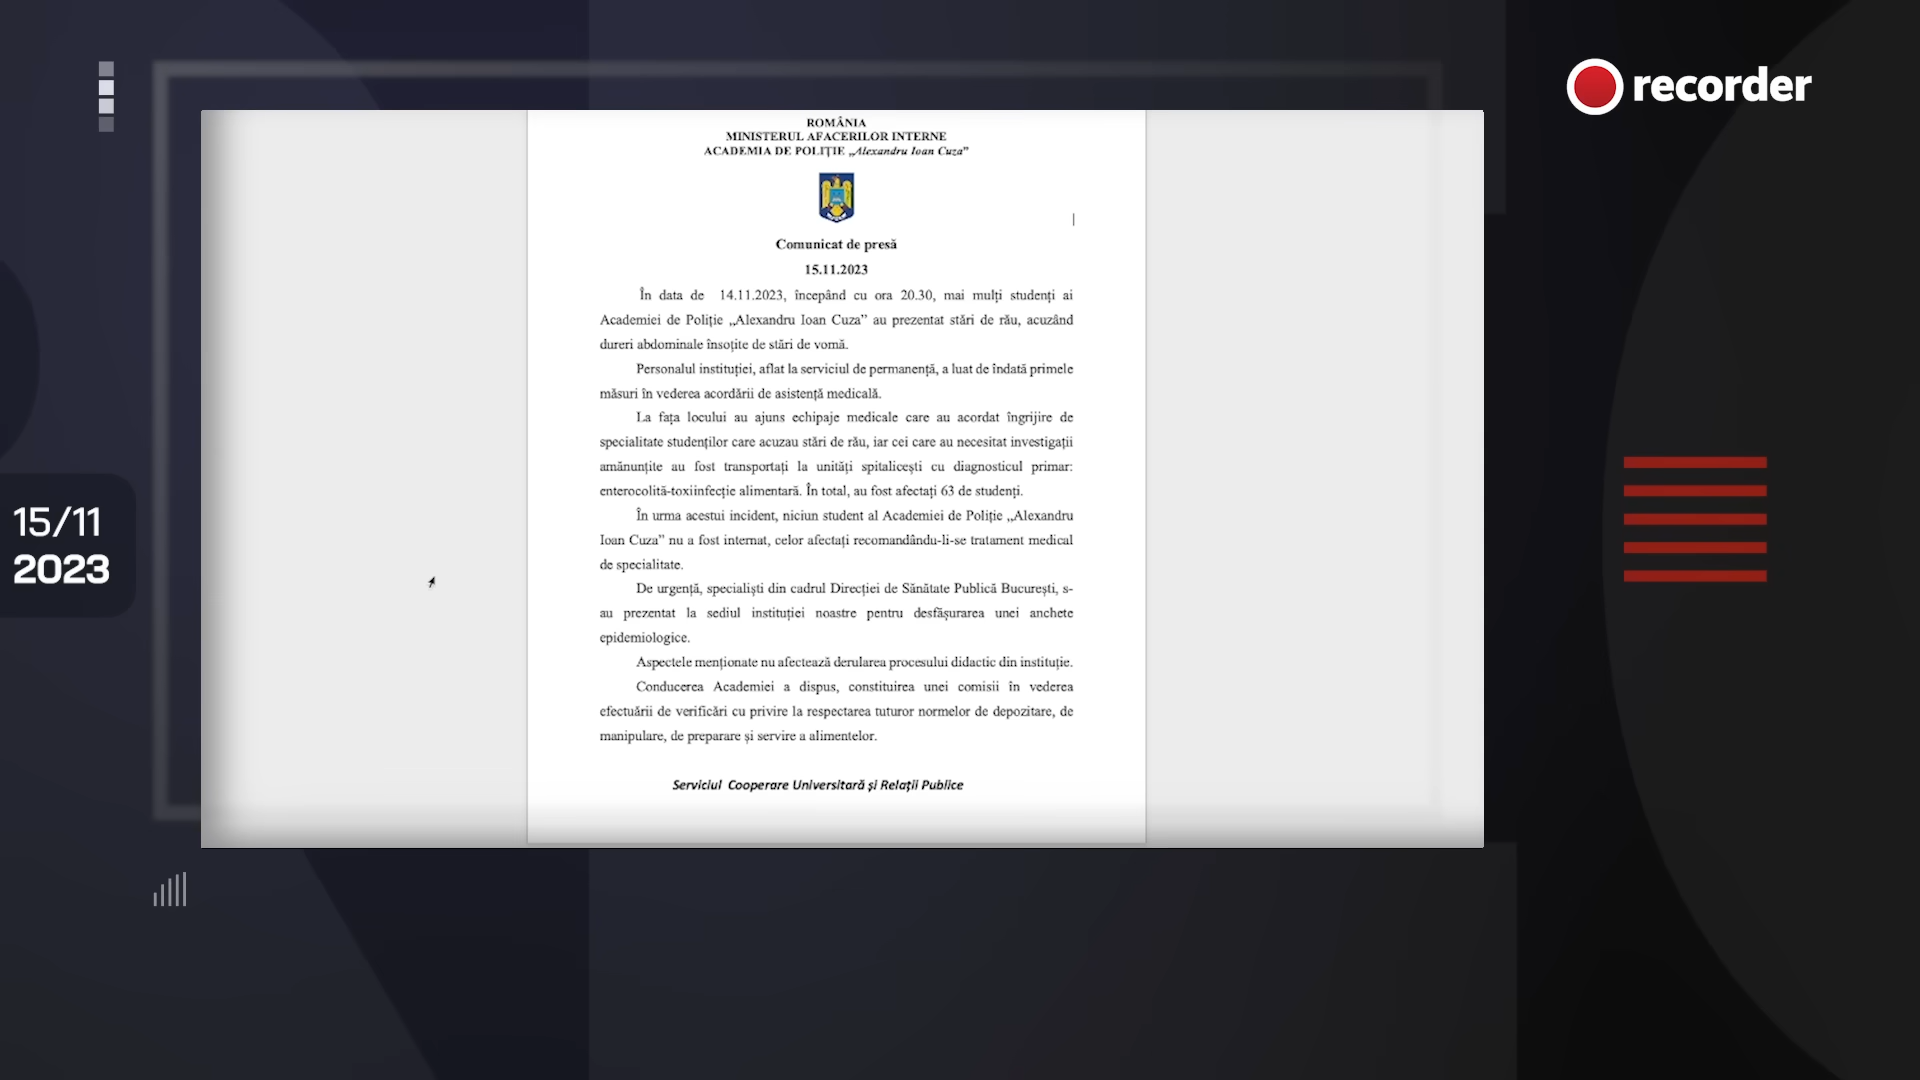 recorder
ROMÂNIA
MINISTERUL AFACERILOR INTERNE
ACADEMIA DE POLIȚIE „Alexandru Ioan Cuza”
Comunicat de presă
15.11.2023
În data de 14.11.2023, începând cu ora 20.30, mai mulți studenți ai
Academiei de Poliție „Alexandru Ioan Cuza” au prezentat stări de rău, acuzând
dureri abdominale însoțite de stări de vomă.
Personalul instituției, aflat la serviciul de permanență, a luat de îndată primele
măsuri în vederea acordării de asistență medicală.
La fața locului au ajuns echipaje medicale care au acordat îngrijire de
specialitate studenților care acuzau stări de rău, iar cei care au necesitat investigații
amănunțite au fost transportați la unități spitalicești cu diagnosticul primar:
enterocolită-toxiinfecție alimentară. În total, au fost afectați 63 de studenți.
În urma acestui incident, niciun student al Academiei de Poliție „Alexandru
Ioan Cuza” nu a fost internat, celor afectați recomandându-li-se tratament medical
de specialitate.
De urgență, specialiști din cadrul Direcției de Sănătate Publică București, s-
au prezentat la sediul instituției noastre pentru desfășurarea unei anchete
epidemiologice.
Aspectele menționate nu afectează derularea procesului didactic din instituție.
Conducerea Academiei a dispus, constituirea unei comisii în vederea
efectuării de verificări cu privire la respectarea tuturor normelor de depozitare, de
manipulare, de preparare și servire a alimentelor.
Serviciul Cooperare Universitară și Relații Publice
15/11
2023